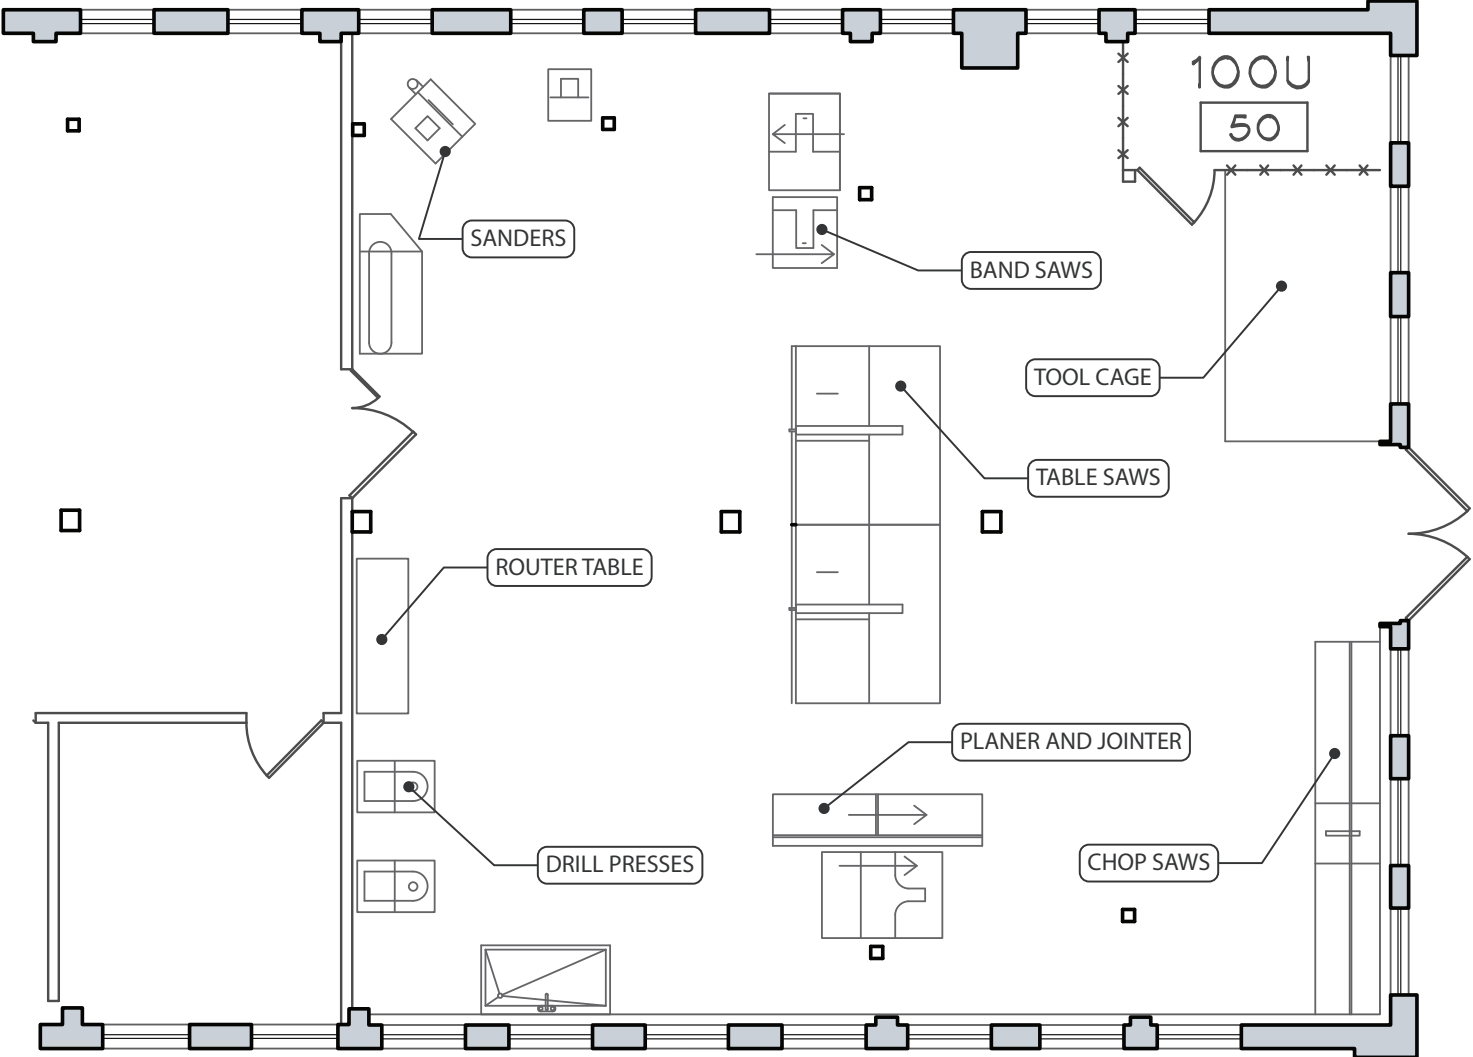 100U
50
SANDERS
BAND SAWS
TOOL CAGE
TABLE SAWS
ROUTER TABLE
PLANER AND JOINTER
DRILL PRESSES
CHOP SAWS